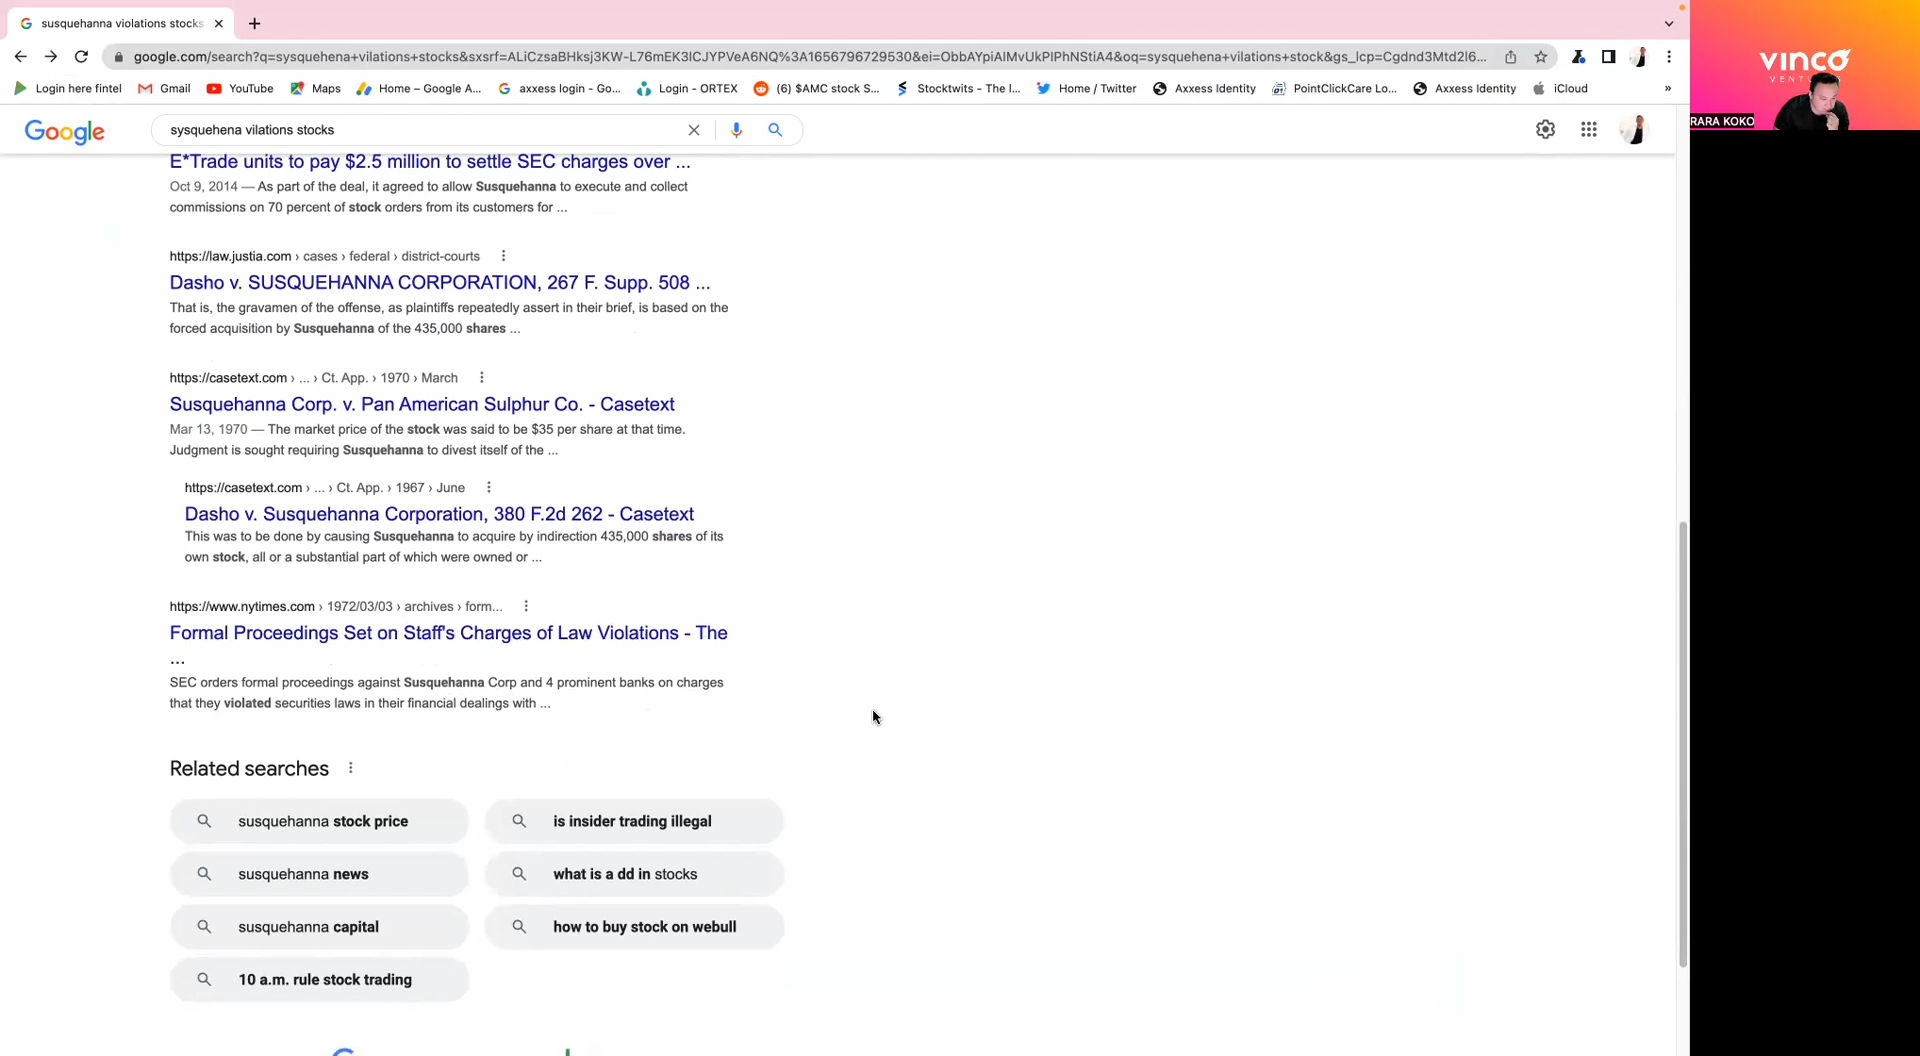 susquehanna violations stocks
google.com/search?q=sysquehena+vilations+stocks&sxsrf=ALiCzsaBHksj3KW-L76mEK3lCJYPVeA6NQ%3A1656796729530&ei=ObbAYpiAlMvUkPIPhNStiA4&oq=sysquehena+vilations+stock&gs_lcp=Cgdnd3Mtd2l6...
Login here fintel Gmail YouTube Maps Home – Google A... axxess login - Go... Login - ORTEX (6) $AMC stock S... Stocktwits - The l... Home / Twitter Axxess Identity PointClickCare Lo... Axxess Identity iCloud »
Google sysquehena vilations stocks
E*Trade units to pay $2.5 million to settle SEC charges over ...
Oct 9, 2014 — As part of the deal, it agreed to allow Susquehanna to execute and collect
commissions on 70 percent of stock orders from its customers for ...
https://law.justia.com › cases › federal › district-courts
Dasho v. SUSQUEHANNA CORPORATION, 267 F. Supp. 508 ...
That is, the gravamen of the offense, as plaintiffs repeatedly assert in their brief, is based on the
forced acquisition by Susquehanna of the 435,000 shares ...
https://casetext.com › ... › Ct. App. › 1970 › March
Susquehanna Corp. v. Pan American Sulphur Co. - Casetext
Mar 13, 1970 — The market price of the stock was said to be $35 per share at that time.
Judgment is sought requiring Susquehanna to divest itself of the ...
https://casetext.com › ... › Ct. App. › 1967 › June
Dasho v. Susquehanna Corporation, 380 F.2d 262 - Casetext
This was to be done by causing Susquehanna to acquire by indirection 435,000 shares of its
own stock, all or a substantial part of which were owned or ...
https://www.nytimes.com › 1972/03/03 › archives › form...
Formal Proceedings Set on Staff's Charges of Law Violations - The
...
SEC orders formal proceedings against Susquehanna Corp and 4 prominent banks on charges
that they violated securities laws in their financial dealings with ...
Related searches
susquehanna stock price
is insider trading illegal
susquehanna news
what is a dd in stocks
susquehanna capital
how to buy stock on webull
10 a.m. rule stock trading
vinco
RARA KOKO